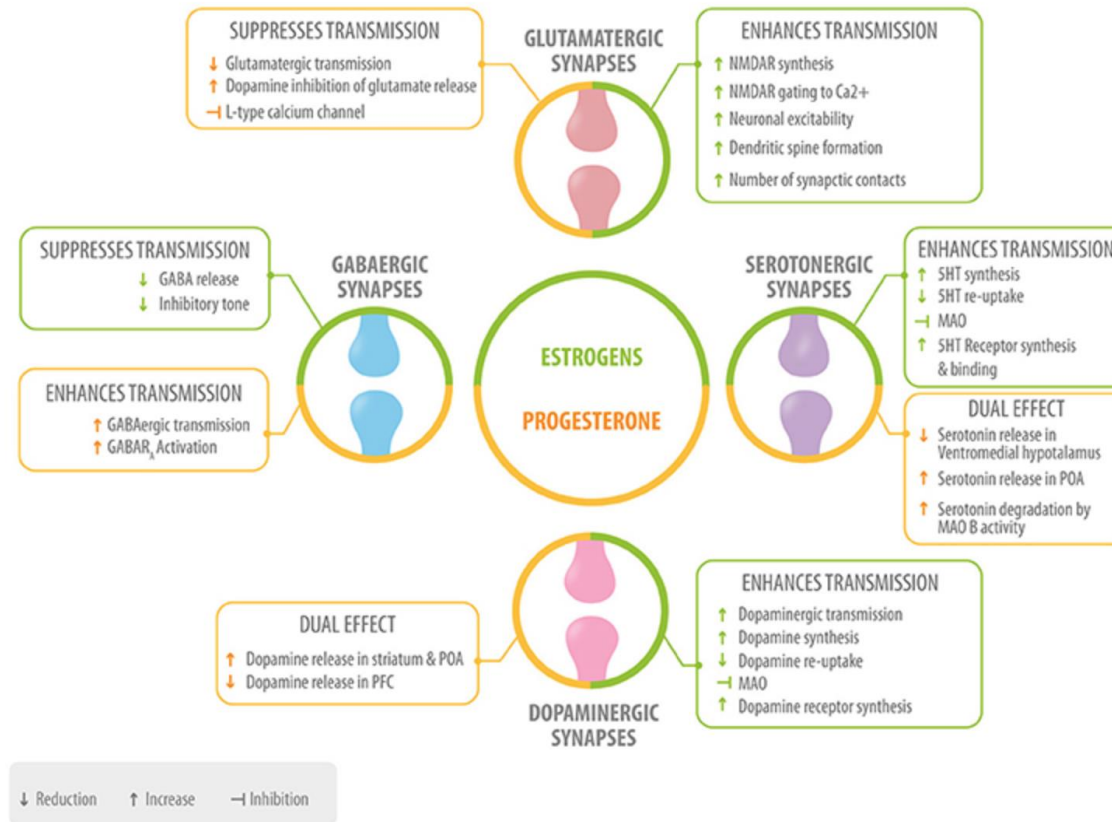 SUPPRESSES TRANSMISSION
↓ Glutamatergic transmission
↑ Dopamine inhibition of glutamate release
⊣ L-type calcium channel
GLUTAMATERGIC
SYNAPSES
ENHANCES TRANSMISSION
↑ NMDAR synthesis
↑ NMDAR gating to Ca2+
↑ Neuronal excitability
↑ Dendritic spine formation
↑ Number of synapctic contacts
SUPPRESSES TRANSMISSION
↓ GABA release
↓ Inhibitory tone
GABAERGIC
SYNAPSES
ENHANCES TRANSMISSION
↑ GABAergic transmission
↑ GABARA Activation
ESTROGENS
PROGESTERONE
SEROTONERGIC
SYNAPSES
ENHANCES TRANSMISSION
↑ 5HT synthesis
↓ 5HT re-uptake
⊣ MAO
↑ 5HT Receptor synthesis
& binding
DUAL EFFECT
↓ Serotonin release in
Ventromedial hypotalamus
↑ Serotonin release in POA
↑ Serotonin degradation by
MAO B activity
DUAL EFFECT
↑ Dopamine release in striatum & POA
↓ Dopamine release in PFC
DOPAMINERGIC
SYNAPSES
ENHANCES TRANSMISSION
↑ Dopaminergic transmission
↑ Dopamine synthesis
↓ Dopamine re-uptake
⊣ MAO
↑ Dopamine receptor synthesis
↓ Reduction ↑ Increase ⊣ Inhibition